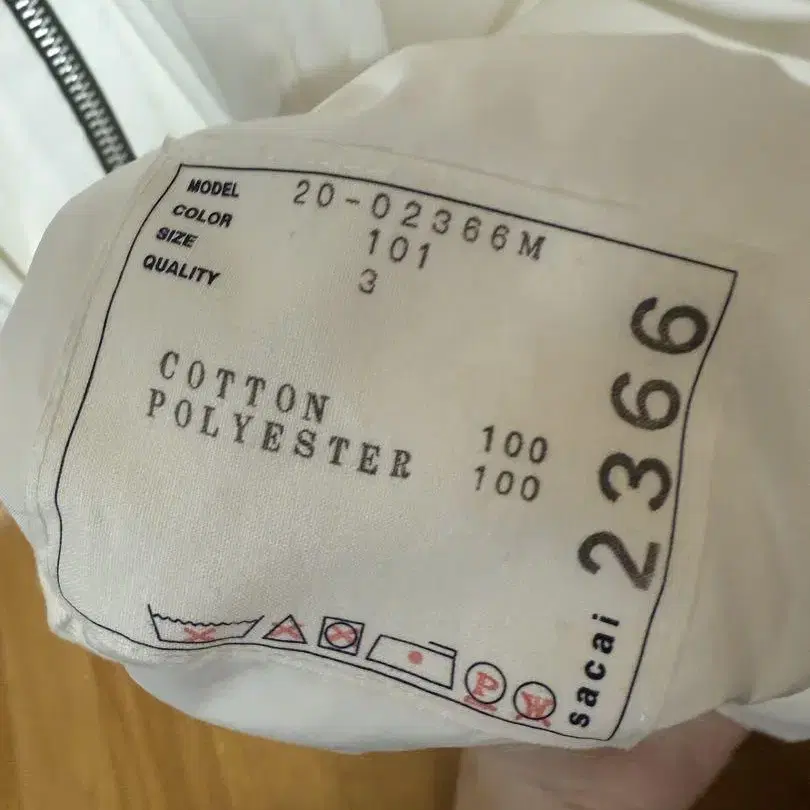 MODEL 20-02366M
COLOR 101
SIZE 3
QUALITY
COTTON 100
POLYESTER 100
P W
sacai 2366